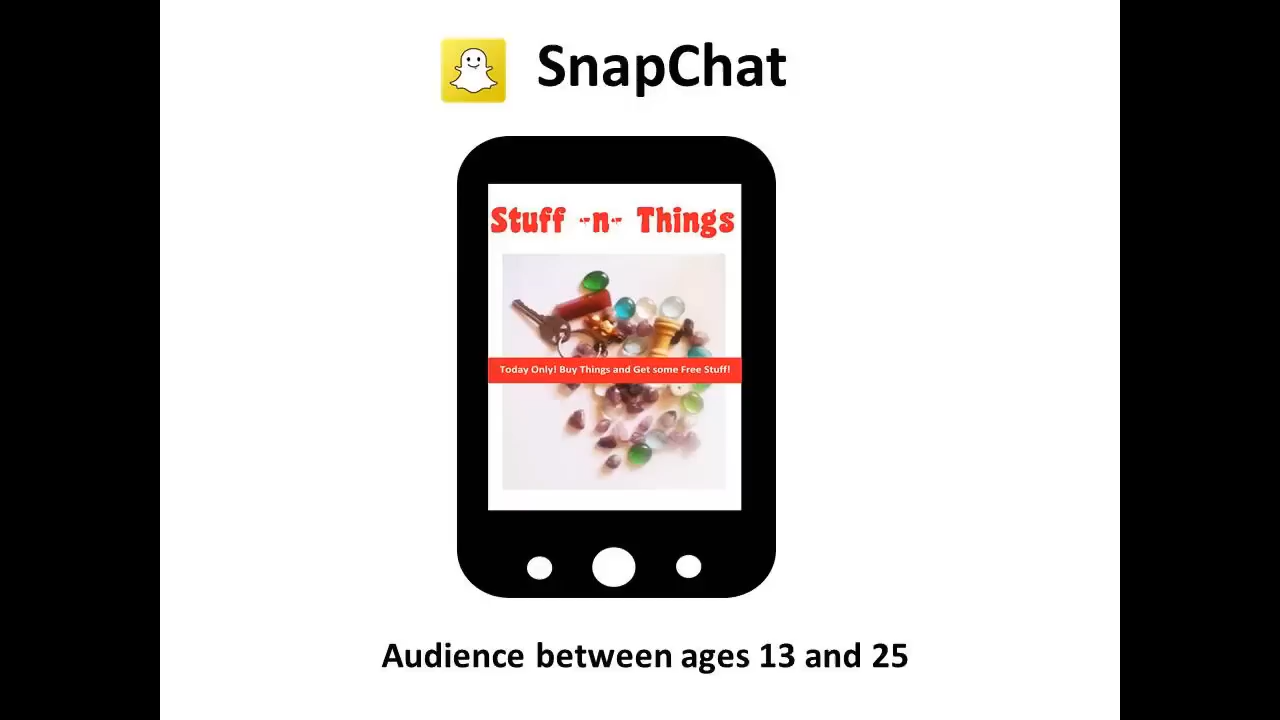 SnapChat
Stuff -n- Things
Today Only! Buy Things and Get some Free Stuff!
Audience between ages 13 and 25